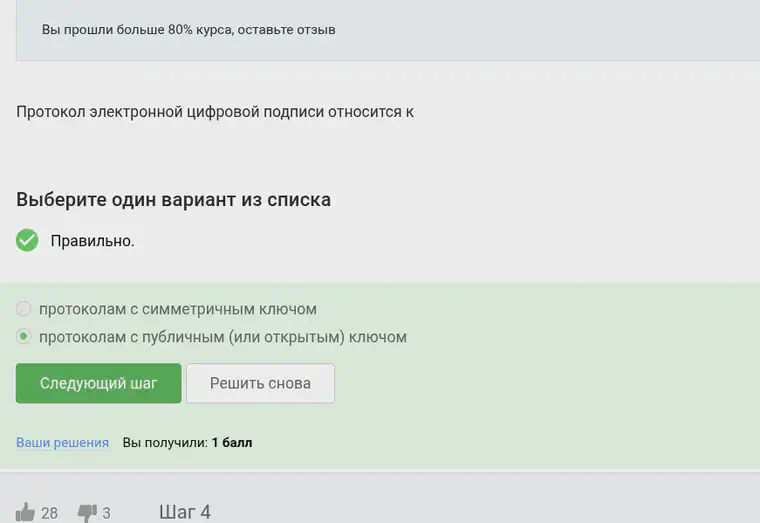 Вы прошли больше 80% курса, оставьте отзыв
Протокол электронной цифровой подписи относится к
Выберите один вариант из списка
Правильно.
протоколам с симметричным ключом
протоколам с публичным (или открытым) ключом
Следующий шаг Решить снова
Ваши решения Вы получили: 1 балл
28 3 Шаг 4